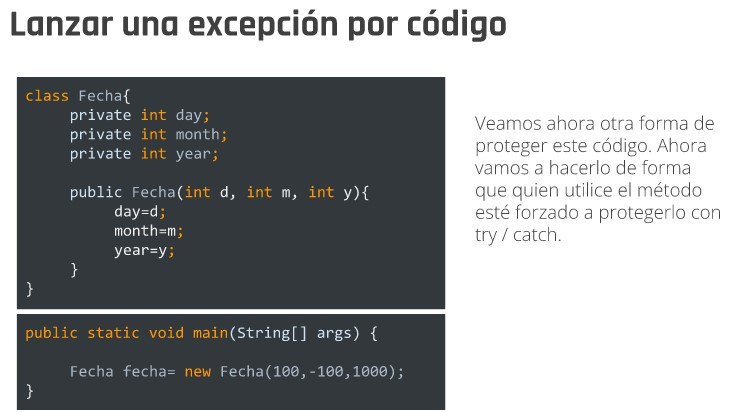 Lanzar una excepción por código
class Fecha{
private int day;
private int month;
private int year;
public Fecha(int d, int m, int y){
day=d;
month=m;
year=y;
}
}
Veamos ahora otra forma de
proteger este código. Ahora
vamos a hacerlo de forma
que quien utilice el método
esté forzado a protegerlo con
try / catch.
public static void main(String[] args) {
Fecha fecha= new Fecha(100,-100,1000);
}